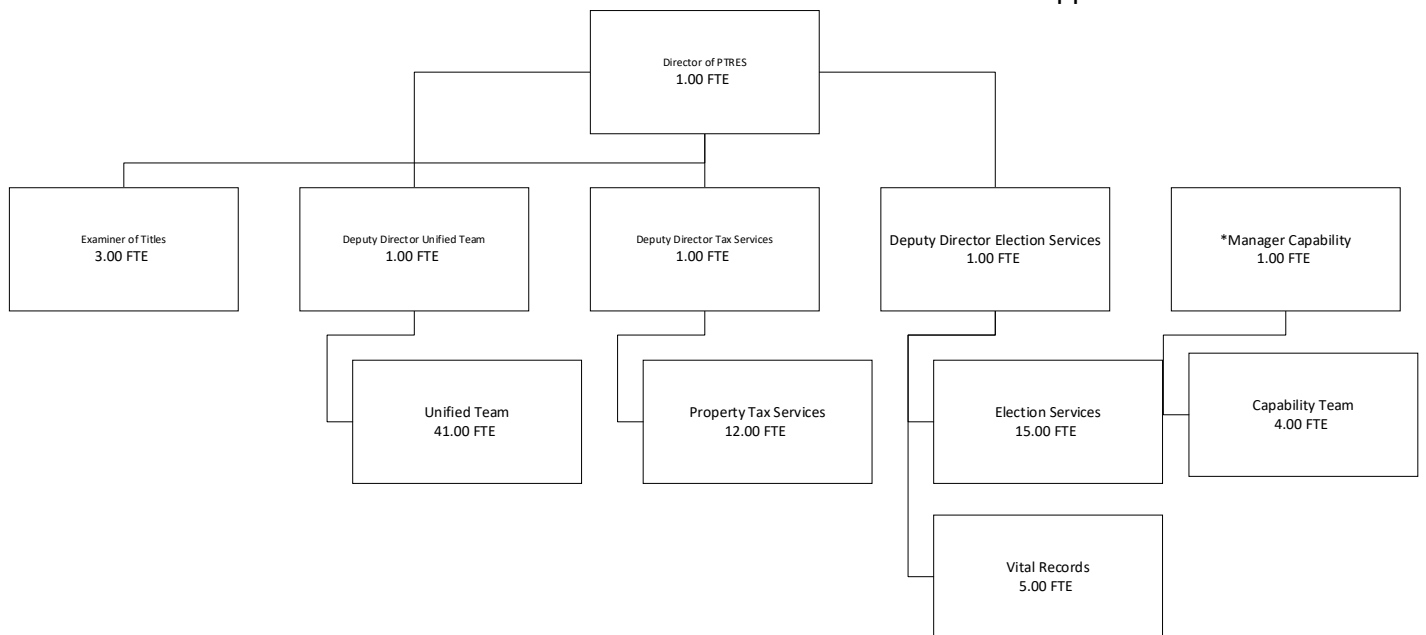 Director of PTRES
1.00 FTE
Examiner of Titles
3.00 FTE
Deputy Director Unified Team
1.00 FTE
Deputy Director Tax Services
1.00 FTE
Deputy Director Election Services
1.00 FTE
*Manager Capability
1.00 FTE
Unified Team
41.00 FTE
Property Tax Services
12.00 FTE
Election Services
15.00 FTE
Capability Team
4.00 FTE
Vital Records
5.00 FTE